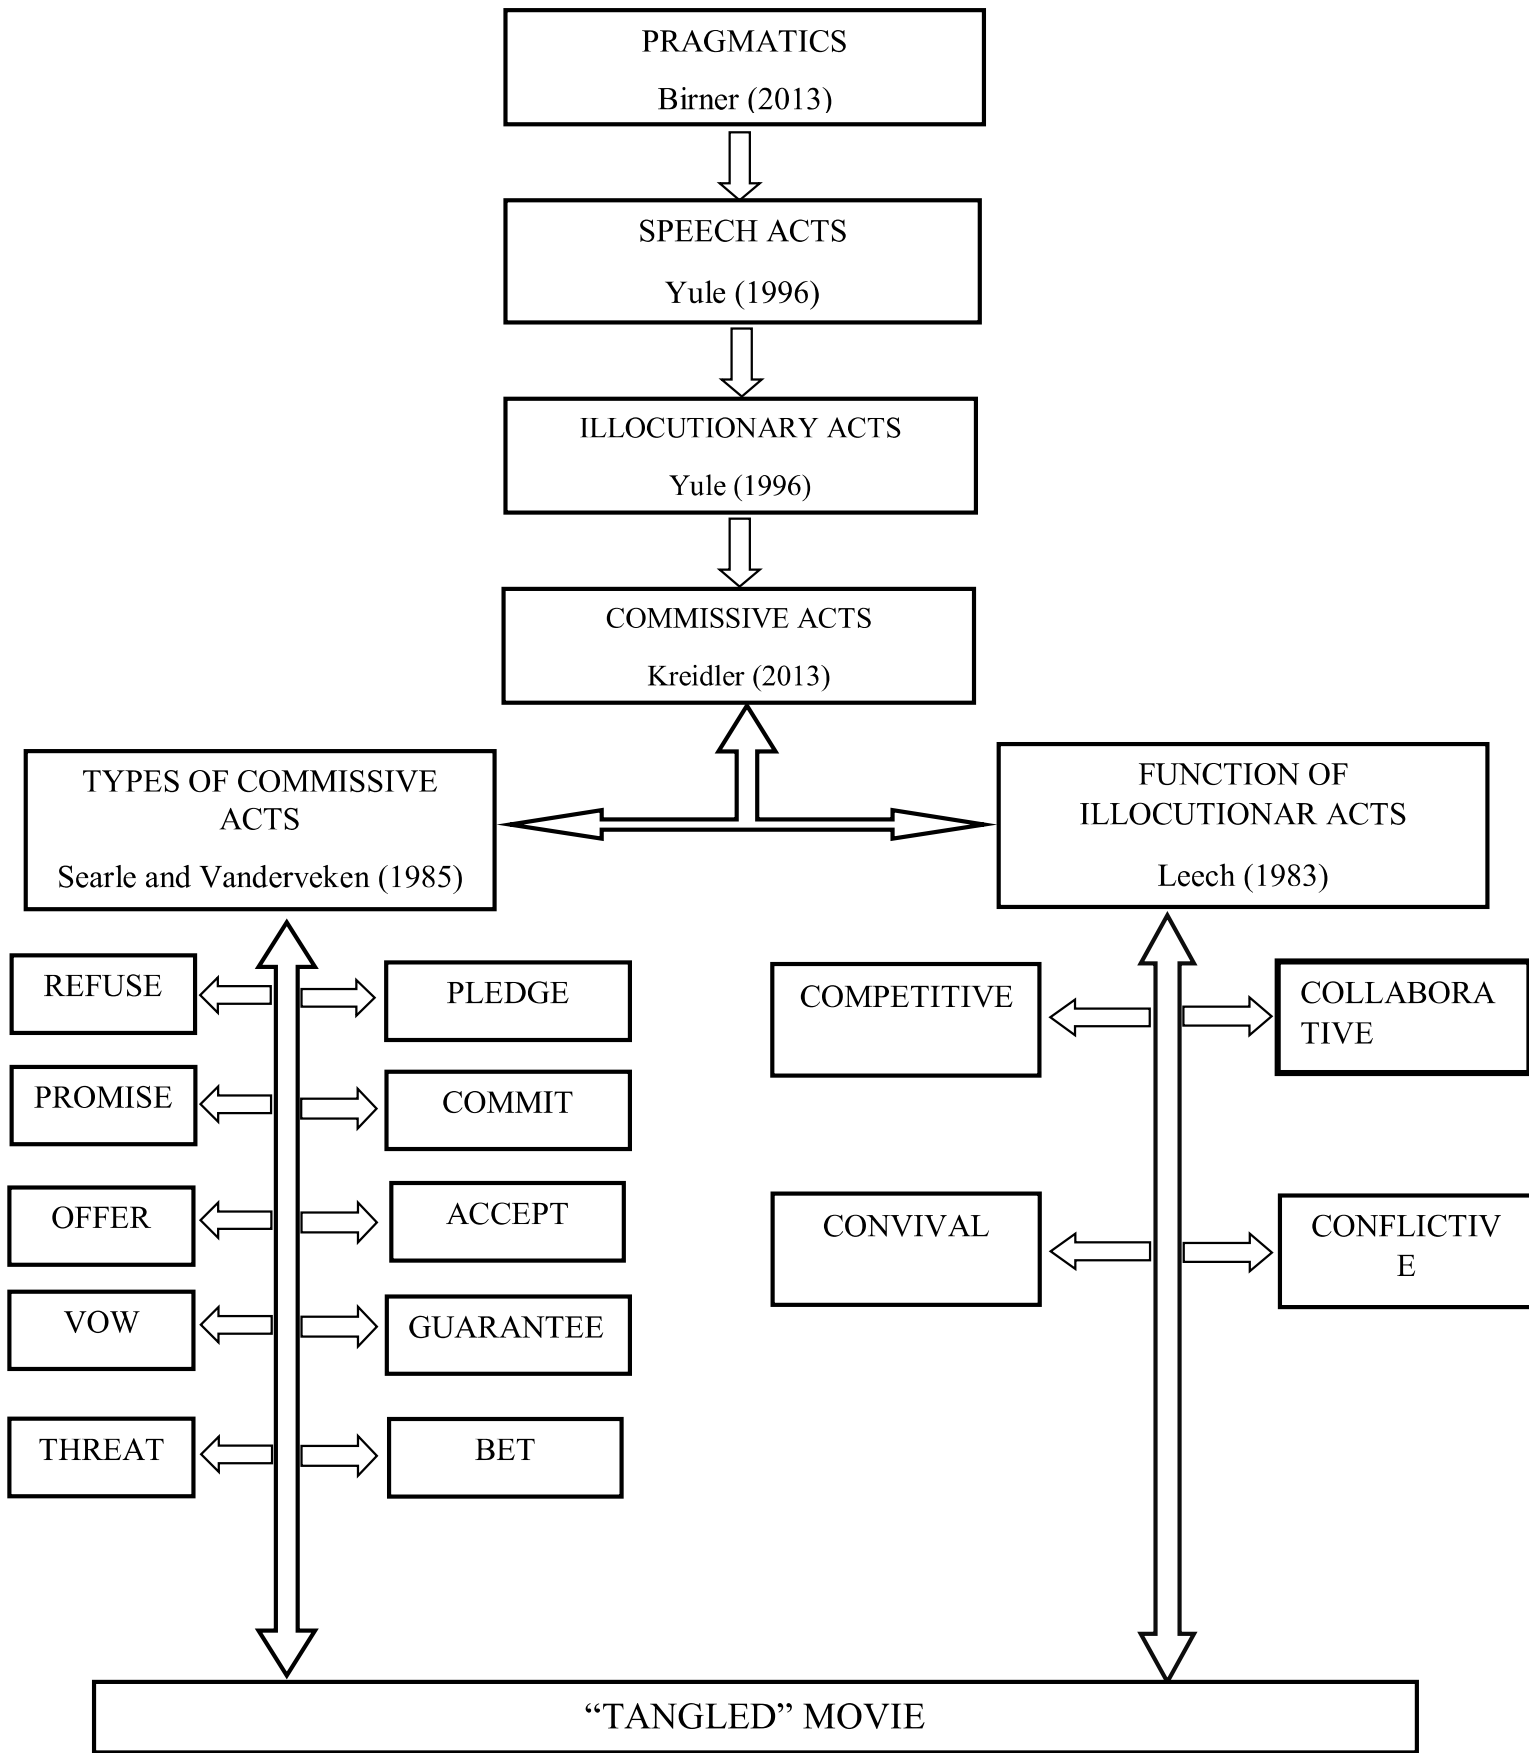 PRAGMATICS
Birner (2013)
SPEECH ACTS
Yule (1996)
ILLOCUTIONARY ACTS
Yule (1996)
COMMISSIVE ACTS
Kreidler (2013)
TYPES OF COMMISSIVE
ACTS
Searle and Vanderveken (1985)
FUNCTION OF
ILLOCUTIONAR ACTS
Leech (1983)
REFUSE
PLEDGE
PROMISE
COMMIT
OFFER
ACCEPT
VOW
GUARANTEE
THREAT
BET
COMPETITIVE
COLLABORA
TIVE
CONVIVAL
CONFLICTIV
E
“TANGLED” MOVIE